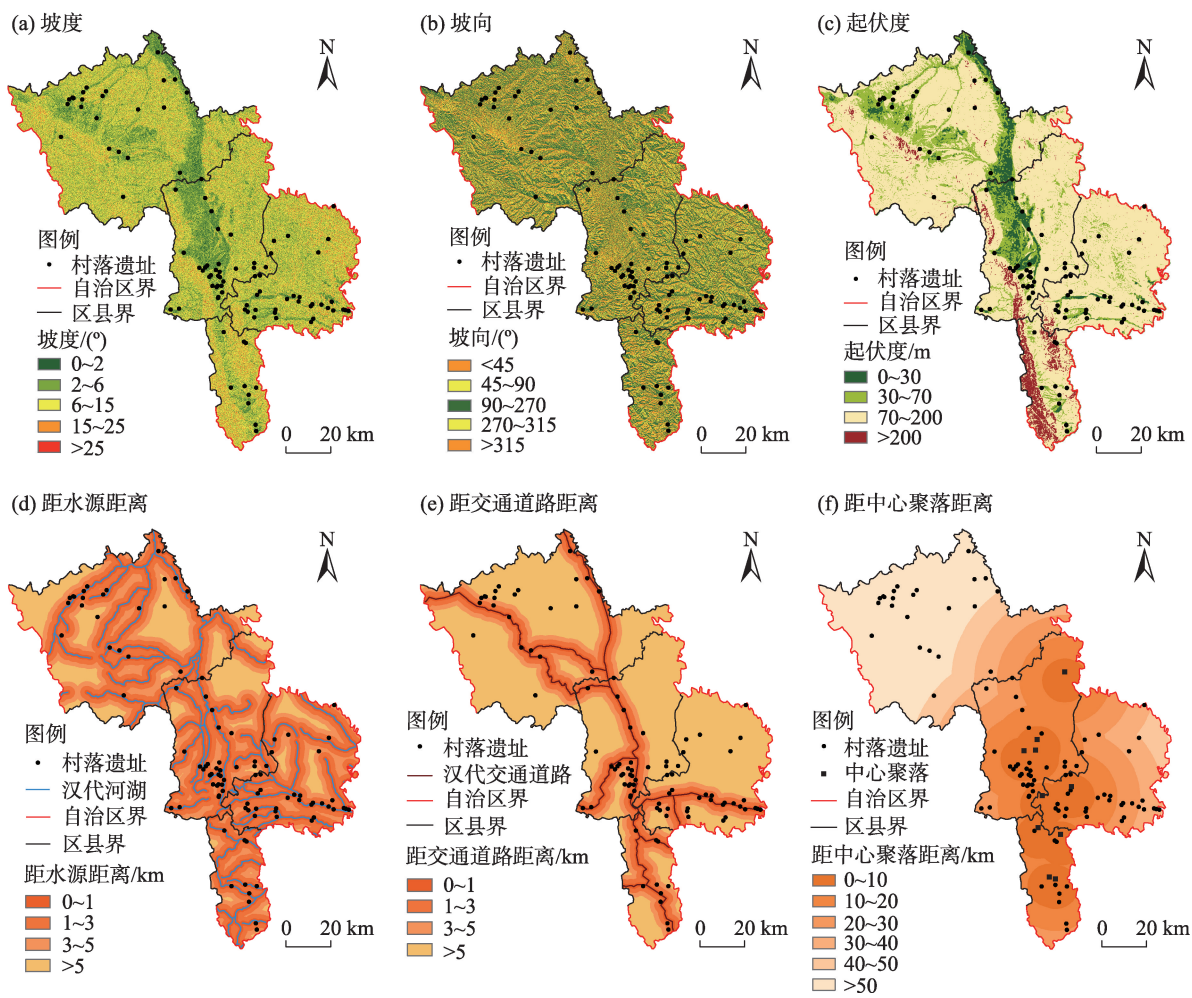 (a) 坡度
N
图例
村落遗址
自治区界
区县界
坡度/(°)
0~2
2~6
6~15
15~25
>25
0 20 km
(b) 坡向
N
图例
村落遗址
自治区界
区县界
坡向/(°)
<45
45~90
90~270
270~315
>315
0 20 km
(c) 起伏度
N
图例
村落遗址
自治区界
区县界
起伏度/m
0~30
30~70
70~200
>200
0 20 km
(d) 距水源距离
N
图例
村落遗址
汉代河湖
自治区界
区县界
距水源距离/km
0~1
1~3
3~5
>5
0 20 km
(e) 距交通道路距离
N
图例
村落遗址
汉代交通道路
自治区界
区县界
距交通道路距离/km
0~1
1~3
3~5
>5
0 20 km
(f) 距中心聚落距离
N
图例
村落遗址
中心聚落
自治区界
区县界
距中心聚落距离/km
0~10
10~20
20~30
30~40
40~50
>50
0 20 km